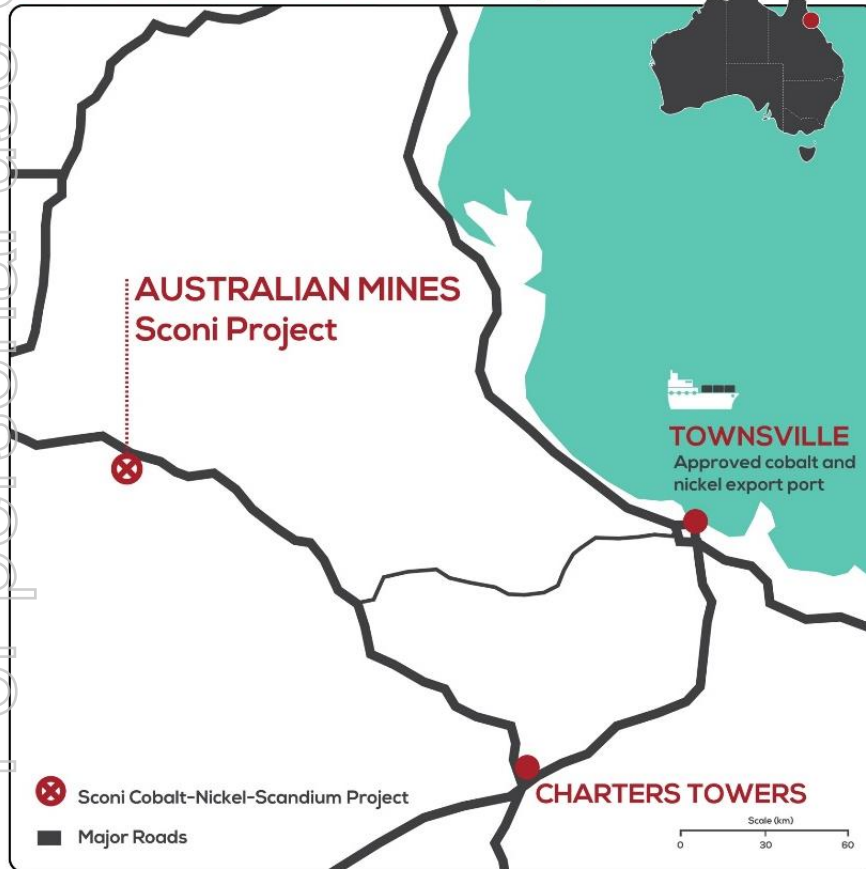 AUSTRALIAN MINES
Sconi Project
TOWNSVILLE
Approved cobalt and
nickel export port
CHARTERS TOWERS
Sconi Cobalt-Nickel-Scandium Project
Major Roads
Scale (km)
0 30 60